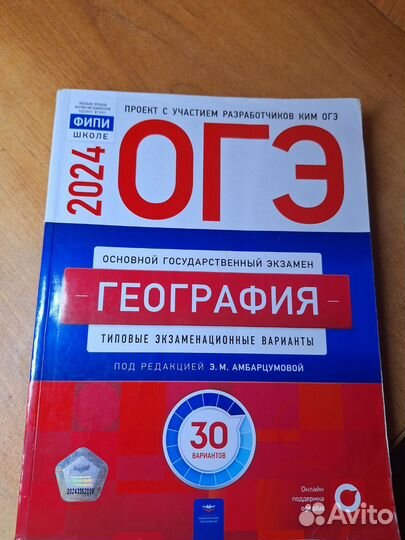 ПРОЕКТ С УЧАСТИЕМ РАЗРАБОТЧИКОВ КИМ ОГЭ
ФИПИ
ШКОЛЕ
2024
ОГЭ
ОСНОВНОЙ ГОСУДАРСТВЕННЫЙ ЭКЗАМЕН
ГЕОГРАФИЯ
ТИПОВЫЕ ЭКЗАМЕНАЦИОННЫЕ ВАРИАНТЫ
ПОД РЕДАКЦИЕЙ Э.М. АМБАРЦУМОВОЙ
30
ВАРИАНТОВ
Онлайн
поддержка
Avito